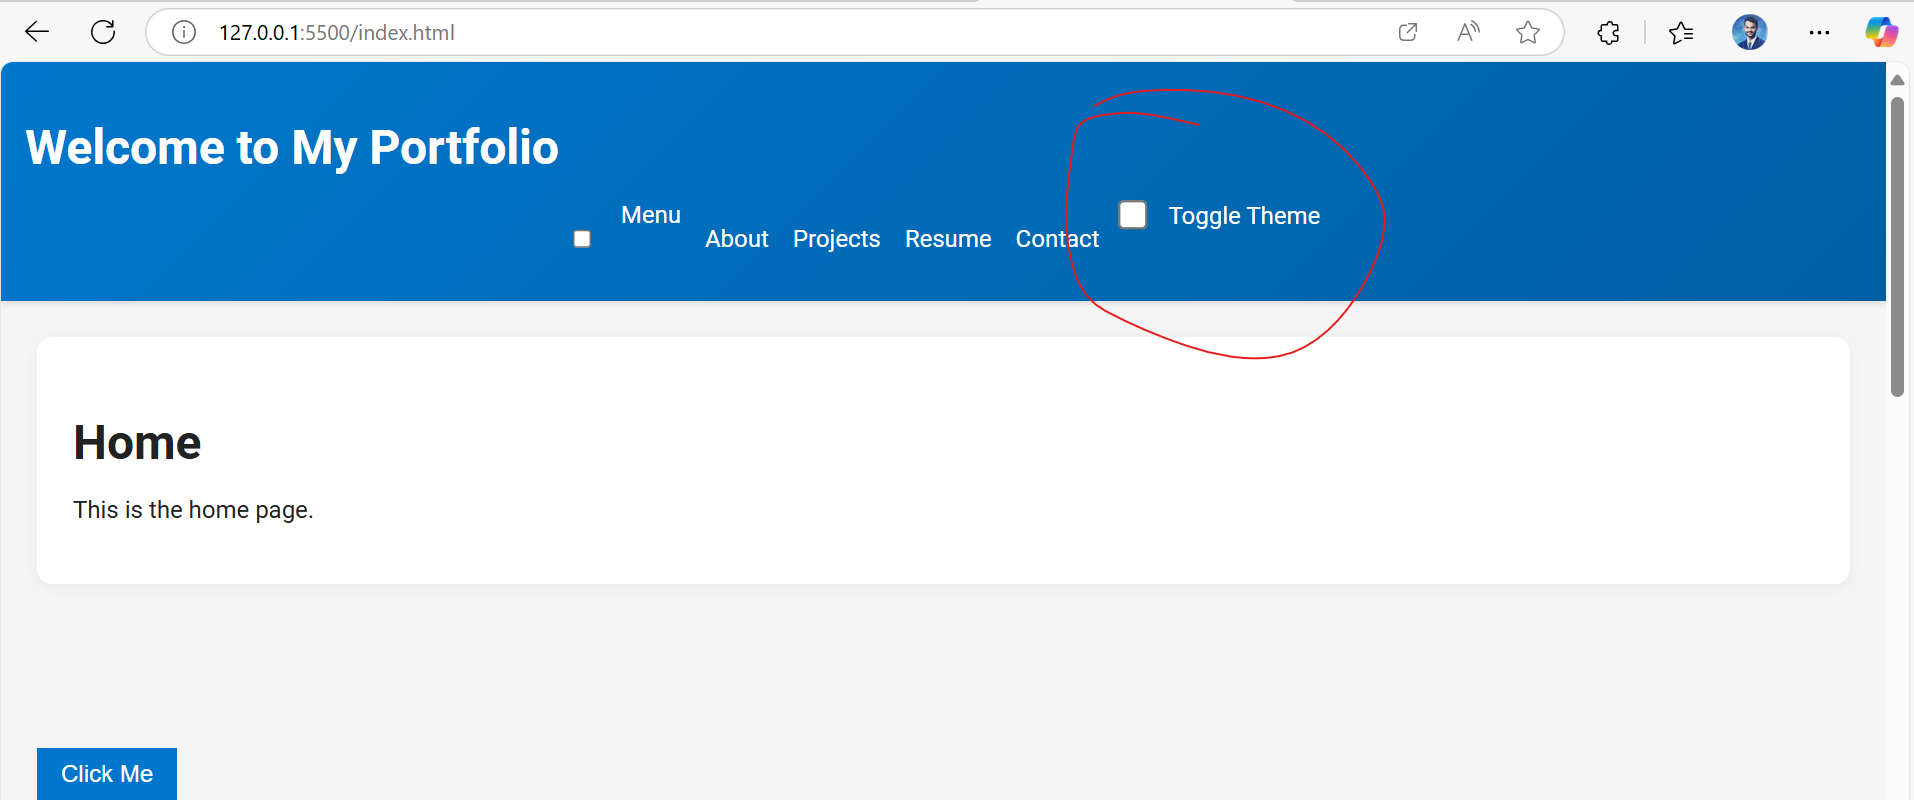 127.0.0.1:5500/index.html
Welcome to My Portfolio
Menu
About Projects Resume Contact
Toggle Theme
Home
This is the home page.
Click Me